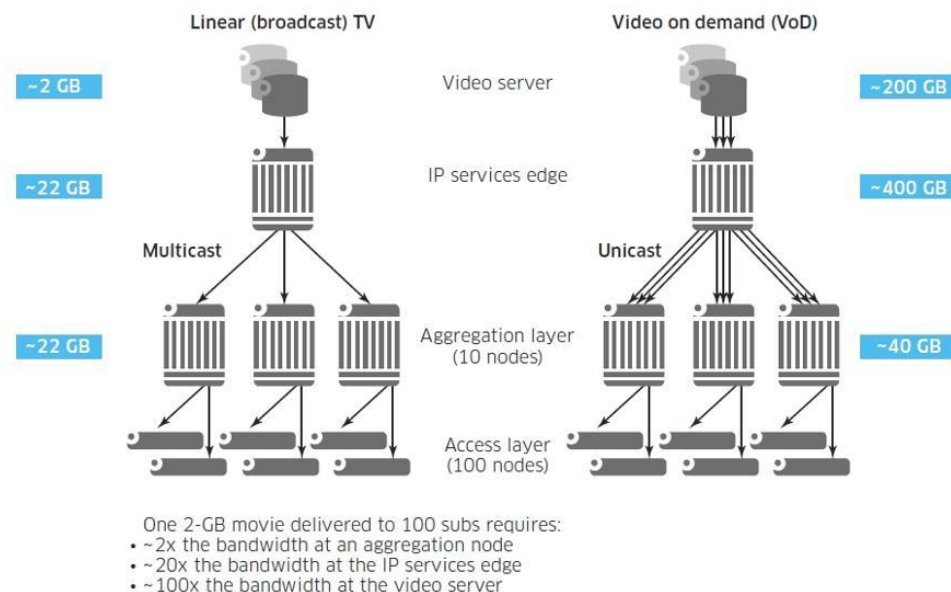 Linear (broadcast) TV
Video on demand (VoD)
~2 GB
Video server
~200 GB
~22 GB
IP services edge
~400 GB
Multicast
Unicast
~22 GB
Aggregation layer
(10 nodes)
~40 GB
Access layer
(100 nodes)
One 2-GB movie delivered to 100 subs requires:
• ~2x the bandwidth at an aggregation node
• ~20x the bandwidth at the IP services edge
• ~100x the bandwidth at the video server